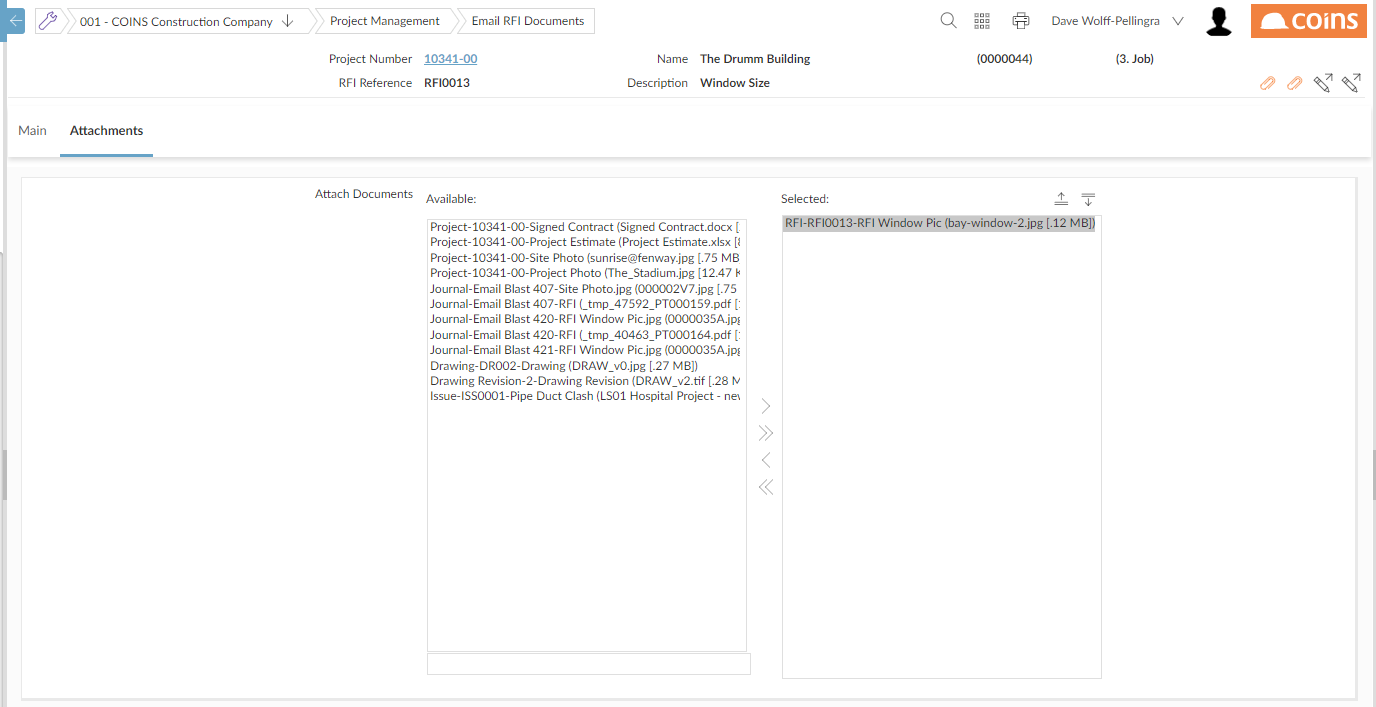 001 - COINS Construction Company
Project Management
Email RFI Documents
Dave Wolff-Pellingra
coins
Project Number 10341-00 Name The Drumm Building (0000044) (3. Job)
RFI Reference RFI0013 Description Window Size
Main Attachments
Attach Documents
Available:
Project-10341-00-Signed Contract (Signed Contract.docx [
Project-10341-00-Project Estimate (Project Estimate.xlsx [
Project-10341-00-Site Photo (sunrise@fenway.jpg [.75 MB
Project-10341-00-Project Photo (The_Stadium.jpg [12.47
Journal-Email Blast 407-Site Photo.jpg (000002V7.jpg [.75
Journal-Email Blast 407-RFI (_tmp_47592_PT000159.pdf [
Journal-Email Blast 420-RFI Window Pic.jpg (0000035A.jpg
Journal-Email Blast 420-RFI (_tmp_40463_PT000164.pdf [
Journal-Email Blast 421-RFI Window Pic.jpg (0000035A.jpg
Drawing-DR002-Drawing (DRAW_v0.jpg [.27 MB])
Drawing Revision-2-Drawing Revision (DRAW_v2.tif [.28 M
Issue-ISS0001-Pipe Duct Clash (LS01 Hospital Project - nev
Selected:
RFI-RFI0013-RFI Window Pic (bay-window-2.jpg [.12 MB])